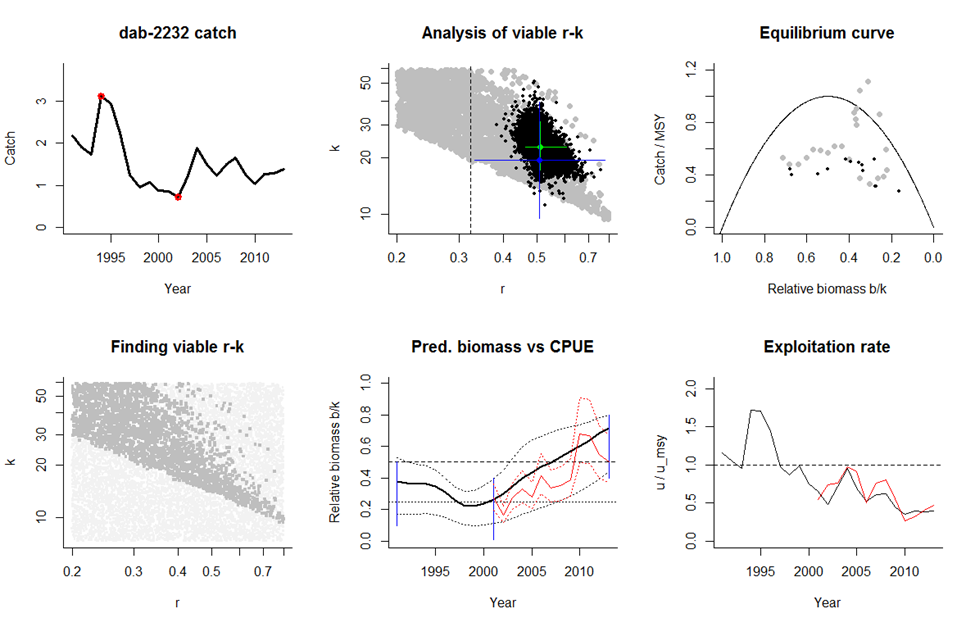 dab-2232 catch
Catch
0 1 2 3
1995 2000 2005 2010
Year
Analysis of viable r-k
k
10 20 30 50
0.2 0.3 0.4 0.5 0.7
r
Equilibrium curve
Catch / MSY
0.0 0.4 0.8 1.2
1.0 0.8 0.6 0.4 0.2 0.0
Relative biomass b/k
Finding viable r-k
k
10 20 30 50
0.2 0.3 0.4 0.5 0.7
r
Pred. biomass vs CPUE
Relative biomass b/k
0.0 0.2 0.4 0.6 0.8 1.0
1995 2000 2005 2010
Year
Exploitation rate
u / u_msy
0.0 0.5 1.0 1.5 2.0
1995 2000 2005 2010
Year